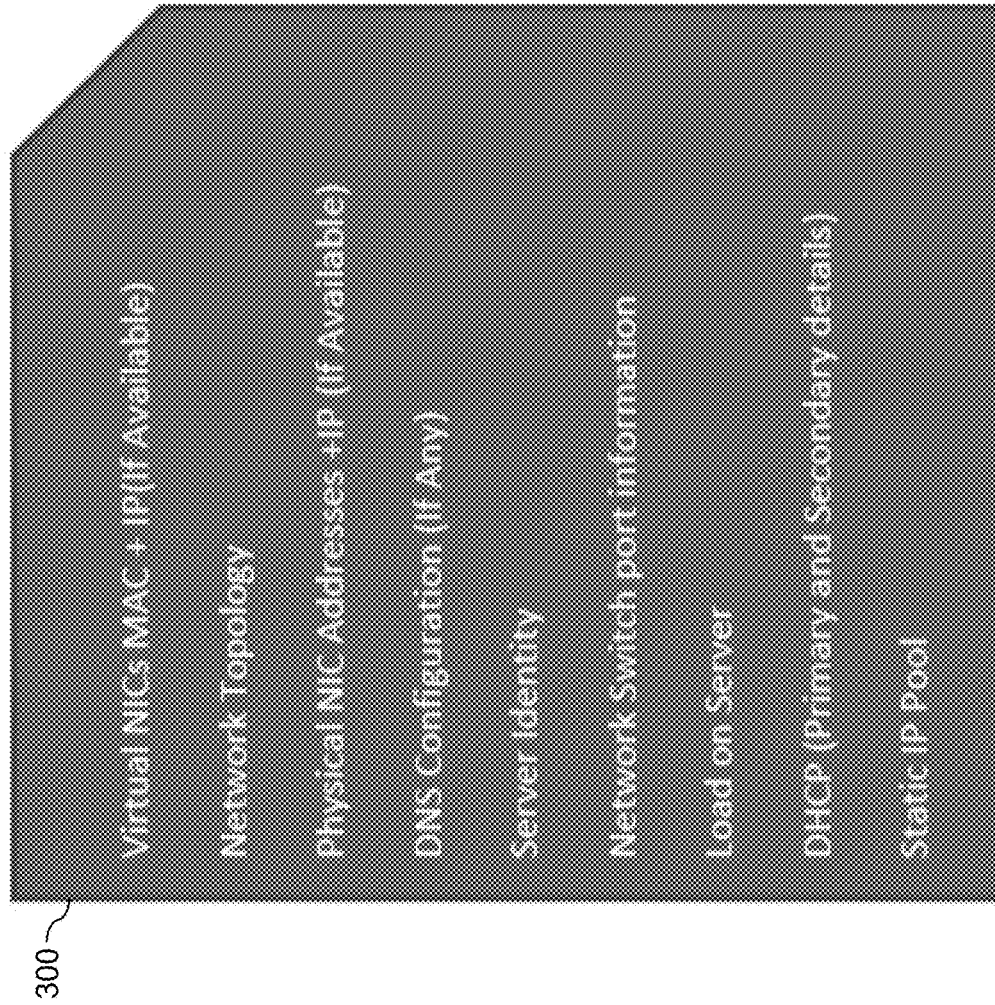 300
Virtual NICs MAC + IP(If Available)
Network Topology
Physical NIC Addresses +IP (If Available)
DNS Configuration (If Any)
Server Identity
Network Switch port information
Load on Server
DHCP (Primary and Secondary details)
Static IP Pool